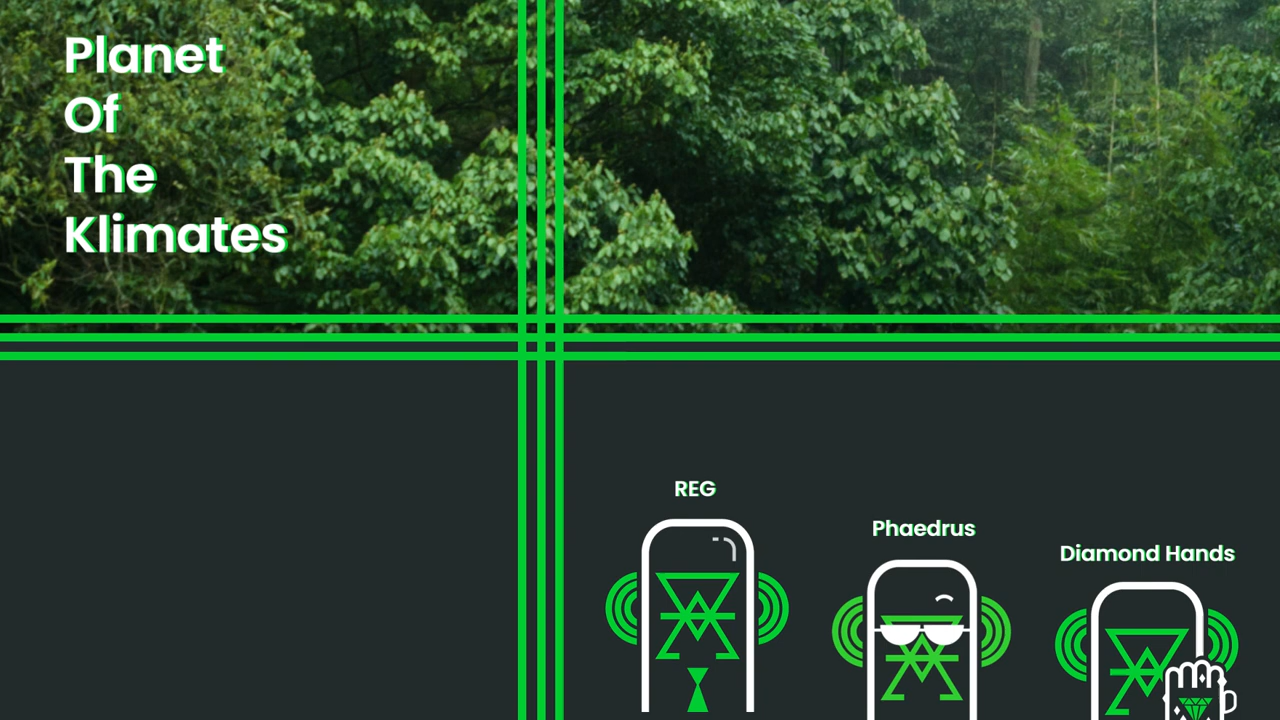 Planet
Of
The
Klimates
REG
Phaedrus
Diamond Hands